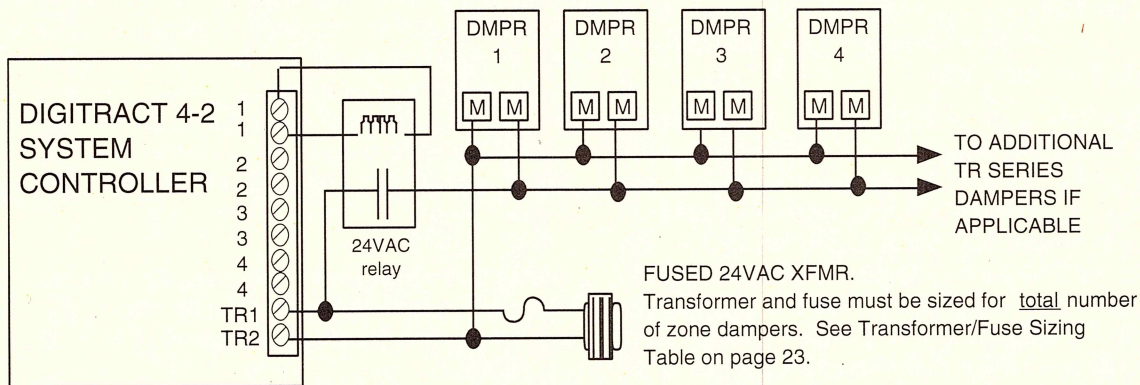 DMPR
1
DMPR
2
DMPR
3
DMPR
4
M M M M M M M M
DIGITRACT 4-2
SYSTEM
CONTROLLER
1
1
2
2
3
3
4
4
TR1
TR2
24VAC
relay
TO ADDITIONAL
TR SERIES
DAMPERS IF
APPLICABLE
FUSED 24VAC XFMR.
Transformer and fuse must be sized for total number
of zone dampers. See Transformer/Fuse Sizing
Table on page 23.